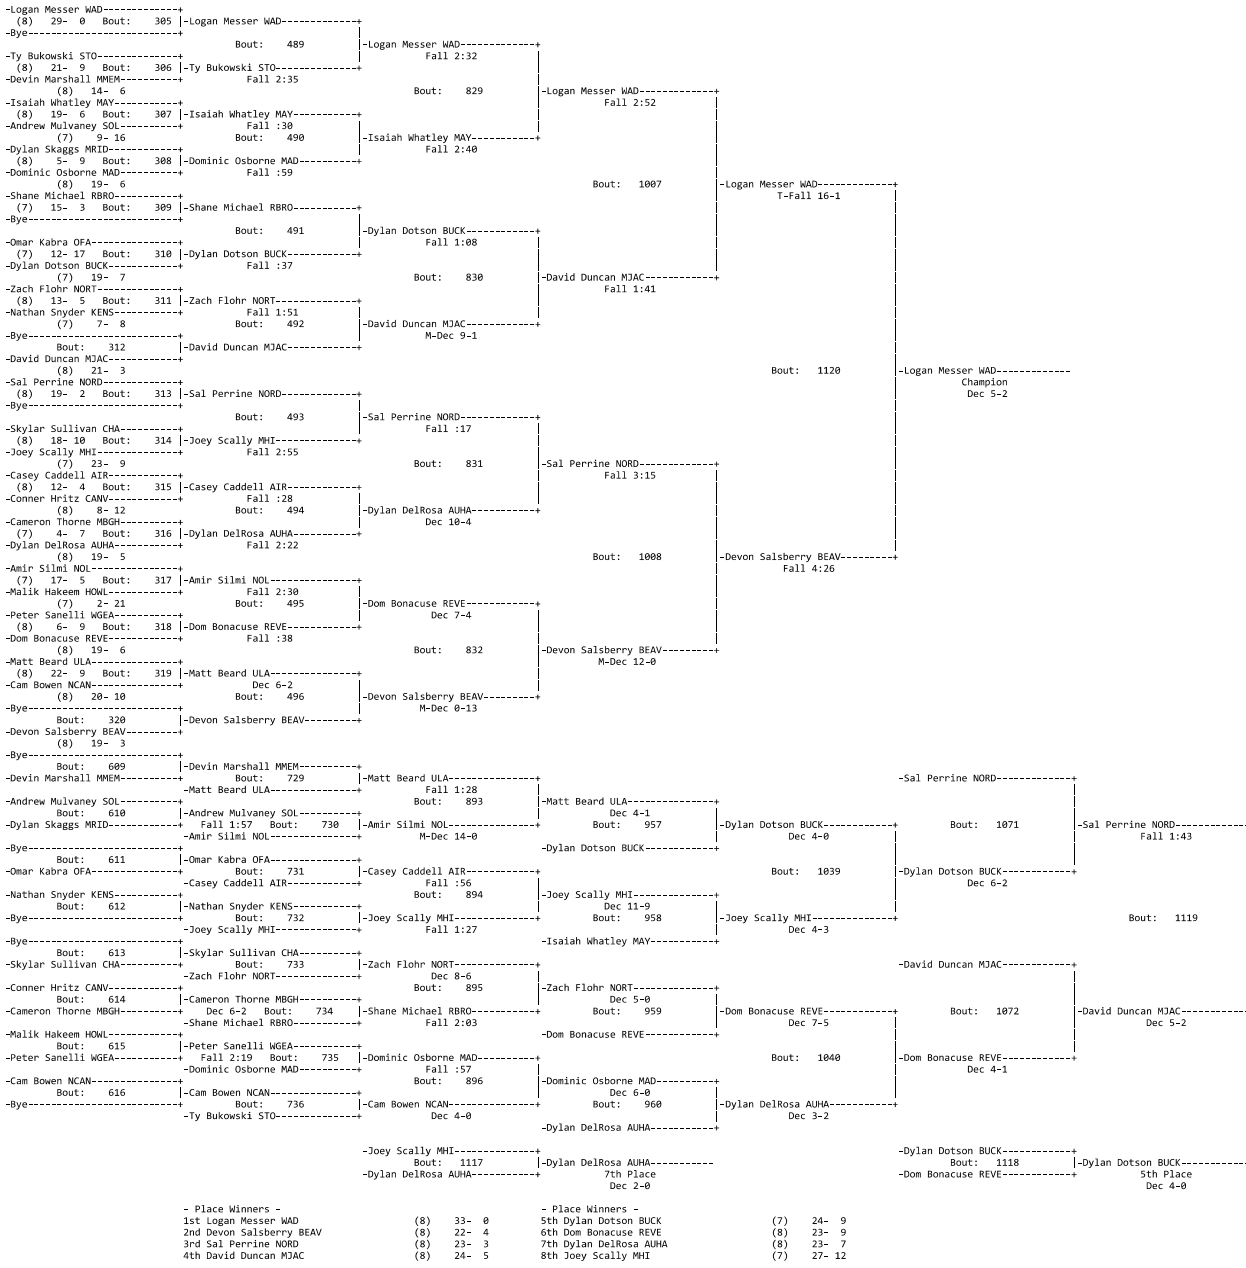 -Logan Messer WAD-------------+
(8) 29- 0 Bout: 305 |-Logan Messer WAD-------------+
-Bye--------------------------+
Bout: 489 |-Logan Messer WAD-------------+
-Ty Bukowski STO--------------+ Fall 2:32
(8) 21- 9 Bout: 306 |-Ty Bukowski STO--------------+
-Devin Marshall MMEM----------+ Fall 2:35
(8) 14- 6 Bout: 829 |-Logan Messer WAD-------------+
-Isaiah Whatley MAY-----------+ Fall 2:52
(8) 19- 6 Bout: 307 |-Isaiah Whatley MAY-----------+
-Andrew Mulvaney SOL----------+ Fall :30
(7) 9- 16 Bout: 490 |-Isaiah Whatley MAY-----------+
-Dylan Skaggs MRID------------+ Fall 2:40
(8) 5- 9 Bout: 308 |-Dominic Osborne MAD----------+
-Dominic Osborne MAD----------+ Fall :59
(8) 19- 6 Bout: 1007 |-Logan Messer WAD-------------+
-Shane Michael RBRO-----------+ T-Fall 16-1
(7) 15- 3 Bout: 309 |-Shane Michael RBRO-----------+
-Bye--------------------------+
Bout: 491 |-Dylan Dotson BUCK------------+
-Omar Kabra OFA---------------+ Fall 1:08
(7) 12- 17 Bout: 310 |-Dylan Dotson BUCK------------+
-Dylan Dotson BUCK------------+ Fall :37
(7) 19- 7 Bout: 830 |-David Duncan MJAC------------+
-Zach Flohr NORT--------------+ Fall 1:41
(8) 13- 5 Bout: 311 |-Zach Flohr NORT--------------+
-Nathan Snyder KENS-----------+ Fall 1:51
(7) 7- 8 Bout: 492 |-David Duncan MJAC------------+
-Bye--------------------------+ M-Dec 9-1
Bout: 312 |-David Duncan MJAC------------+
-David Duncan MJAC------------+
(8) 21- 3 Bout: 1120 |-Logan Messer WAD------------
-Sal Perrine NORD-------------+ Champion
(8) 19- 2 Bout: 313 |-Sal Perrine NORD-------------+ Dec 5-2
-Bye--------------------------+
Bout: 493 |-Sal Perrine NORD-------------+
-Skylar Sullivan CHA----------+ Fall :17
(8) 18- 10 Bout: 314 |-Joey Scally MHI--------------+
-Joey Scally MHI--------------+ Fall 2:55
(7) 23- 9 Bout: 831 |-Sal Perrine NORD-------------+
-Casey Caddell AIR------------+ Fall 3:15
(8) 12- 4 Bout: 315 |-Casey Caddell AIR------------+
-Conner Hritz CANV------------+ Fall :28
(8) 8- 12 Bout: 494 |-Dylan DelRosa AUHA-----------+
-Cameron Thorne MBGH----------+ Dec 10-4
(7) 4- 7 Bout: 316 |-Dylan DelRosa AUHA-----------+
-Dylan DelRosa AUHA-----------+ Fall 2:22
(8) 19- 5 Bout: 1008 |-Devon Salsberry BEAV---------+
-Amir Silmi NOL---------------+ Fall 4:26
(7) 17- 5 Bout: 317 |-Amir Silmi NOL---------------+
-Malik Hakeem HOWL------------+ Fall 2:30
(7) 2- 21 Bout: 495 |-Dom Bonacuse REVE------------+
-Peter Sanelli WGEA-----------+ Dec 7-4
(8) 6- 9 Bout: 318 |-Dom Bonacuse REVE------------+
-Dom Bonacuse REVE------------+ Fall :38
(8) 19- 6 Bout: 832 |-Devon Salsberry BEAV---------+
-Matt Beard ULA---------------+ M-Dec 12-0
(8) 22- 9 Bout: 319 |-Matt Beard ULA---------------+
-Cam Bowen NCAN---------------+ Dec 6-2
(8) 20- 10 Bout: 496 |-Devon Salsberry BEAV---------+
-Bye--------------------------+ M-Dec 0-13
Bout: 320 |-Devon Salsberry BEAV---------+
-Devon Salsberry BEAV---------+
(8) 19- 3
-Bye--------------------------+
Bout: 609 |-Devin Marshall MMEM----------+
-Devin Marshall MMEM----------+ Bout: 729 |-Matt Beard ULA---------------+ -Sal Perrine NORD-------------+
-Matt Beard ULA---------------+ Fall 1:28
-Andrew Mulvaney SOL----------+ Bout: 893 |-Matt Beard ULA---------------+
Bout: 610 |-Andrew Mulvaney SOL----------+ Dec 4-1
-Dylan Skaggs MRID------------+ Fall 1:57 Bout: 730 |-Amir Silmi NOL---------------+ Bout: 957 |-Dylan Dotson BUCK------------+ Bout: 1071 |-Sal Perrine NORD-------------
-Amir Silmi NOL---------------+ M-Dec 14-0 Dec 4-0 Fall 1:43
-Bye--------------------------+ -Dylan Dotson BUCK------------+
Bout: 611 |-Omar Kabra OFA---------------+
-Omar Kabra OFA---------------+ Bout: 731 |-Casey Caddell AIR------------+ Bout: 1039 |-Dylan Dotson BUCK------------+
-Casey Caddell AIR------------+ Fall :56 Dec 6-2
-Nathan Snyder KENS-----------+ Bout: 894 |-Joey Scally MHI--------------+
Bout: 612 |-Nathan Snyder KENS-----------+ Dec 11-9
-Bye--------------------------+ Bout: 732 |-Joey Scally MHI--------------+ Bout: 958 |-Joey Scally MHI--------------+ Bout: 1119
-Joey Scally MHI--------------+ Fall 1:27 Dec 4-3
-Bye--------------------------+ -Isaiah Whatley MAY-----------+
Bout: 613 |-Skylar Sullivan CHA----------+
-Skylar Sullivan CHA----------+ Bout: 733 |-Zach Flohr NORT--------------+ -David Duncan MJAC------------+
-Zach Flohr NORT--------------+ Dec 8-6
-Conner Hritz CANV------------+ Bout: 895 |-Zach Flohr NORT--------------+
Bout: 614 |-Cameron Thorne MBGH----------+ Dec 5-0
-Cameron Thorne MBGH----------+ Dec 6-2 Bout: 734 |-Shane Michael RBRO-----------+ Bout: 959 |-Dom Bonacuse REVE------------+ Bout: 1072 |-David Duncan MJAC------------
-Shane Michael RBRO-----------+ Fall 2:03 Dec 7-5 Dec 5-2
-Malik Hakeem HOWL------------+ -Dom Bonacuse REVE------------+
Bout: 615 |-Peter Sanelli WGEA-----------+
-Peter Sanelli WGEA-----------+ Fall 2:19 Bout: 735 |-Dominic Osborne MAD----------+ Bout: 1040 |-Dom Bonacuse REVE------------+
-Dominic Osborne MAD----------+ Fall :57 Dec 4-1
-Cam Bowen NCAN---------------+ Bout: 896 |-Dominic Osborne MAD----------+
Bout: 616 |-Cam Bowen NCAN---------------+ Dec 6-0
-Bye--------------------------+ Bout: 736 |-Cam Bowen NCAN---------------+ Bout: 960 |-Dylan DelRosa AUHA-----------+
-Ty Bukowski STO--------------+ Dec 4-0 Dec 3-2
-Dylan DelRosa AUHA-----------+
-Joey Scally MHI--------------+ -Dylan Dotson BUCK------------+
Bout: 1117 |-Dylan DelRosa AUHA----------- Bout: 1118 |-Dylan Dotson BUCK------------
-Dylan DelRosa AUHA-----------+ 7th Place -Dom Bonacuse REVE------------+ 5th Place
Dec 2-0 Dec 4-0
- Place Winners - - Place Winners -
1st Logan Messer WAD (8) 33- 0 5th Dylan Dotson BUCK (7) 24- 9
2nd Devon Salsberry BEAV (8) 22- 4 6th Dom Bonacuse REVE (8) 23- 9
3rd Sal Perrine NORD (8) 23- 3 7th Dylan DelRosa AUHA (8) 23- 7
4th David Duncan MJAC (8) 24- 5 8th Joey Scally MHI (7) 27- 12